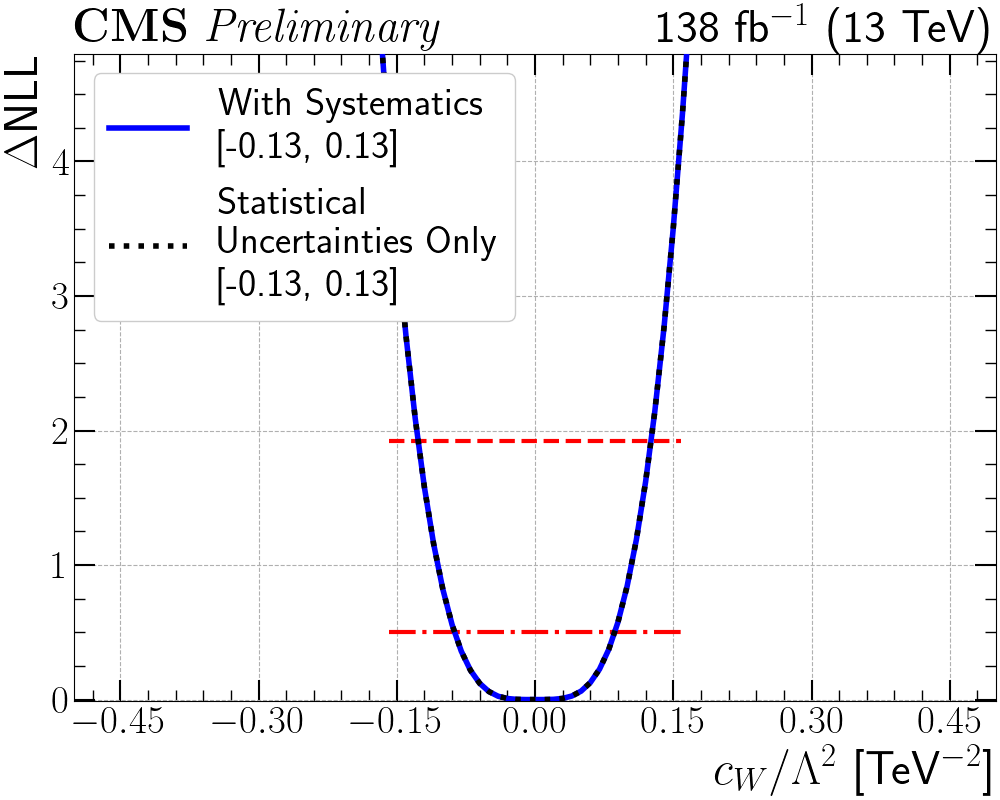 CMS Preliminary
138 fb⁻¹ (13 TeV)
ΔNLL
With Systematics
[-0.13, 0.13]
Statistical
Uncertainties Only
[-0.13, 0.13]
4
3
2
1
0
−0.45 −0.30 −0.15 0.00 0.15 0.30 0.45
c_W/Λ² [TeV⁻²]